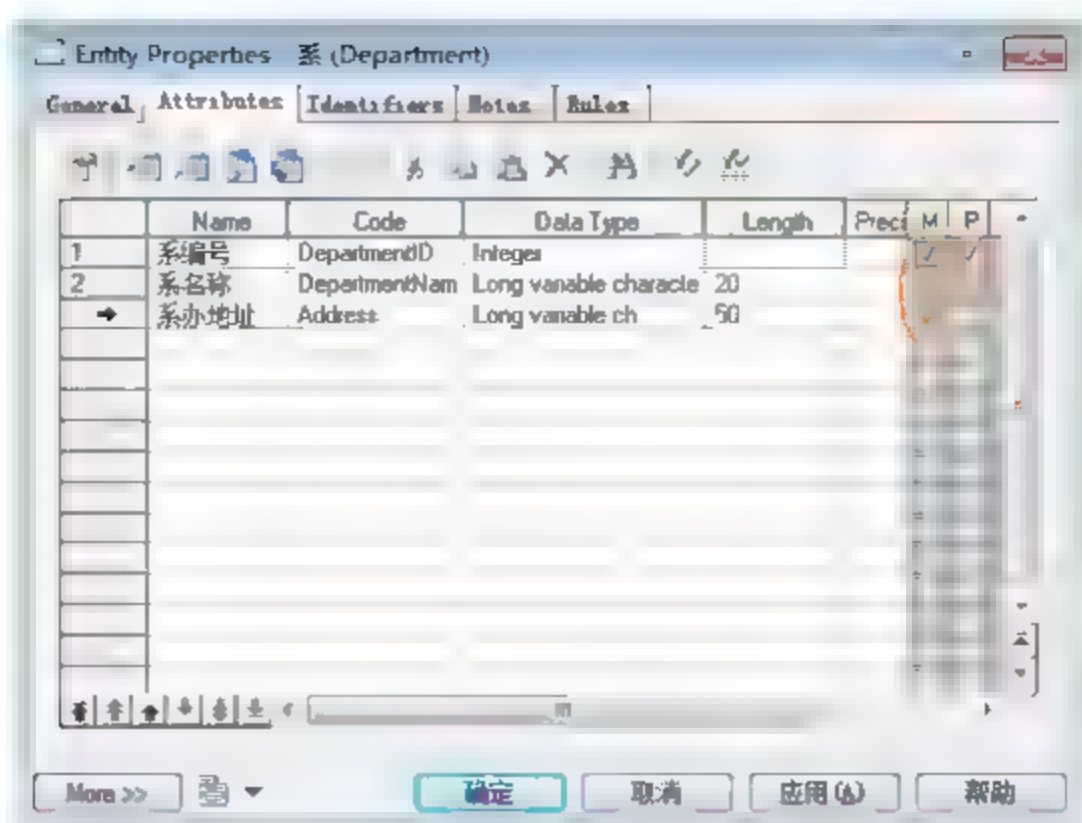 Entity Properties 系 (Department)
General Attributes Identifiers Notes Rules
Name Code Data Type Length Preci M P
1 系编号 DepartmentID Integer
2 系名称 DepartmentNam Long variable characte 20
系办地址 Address Long variable ch 50
More >> 确定 取消 应用(A) 帮助